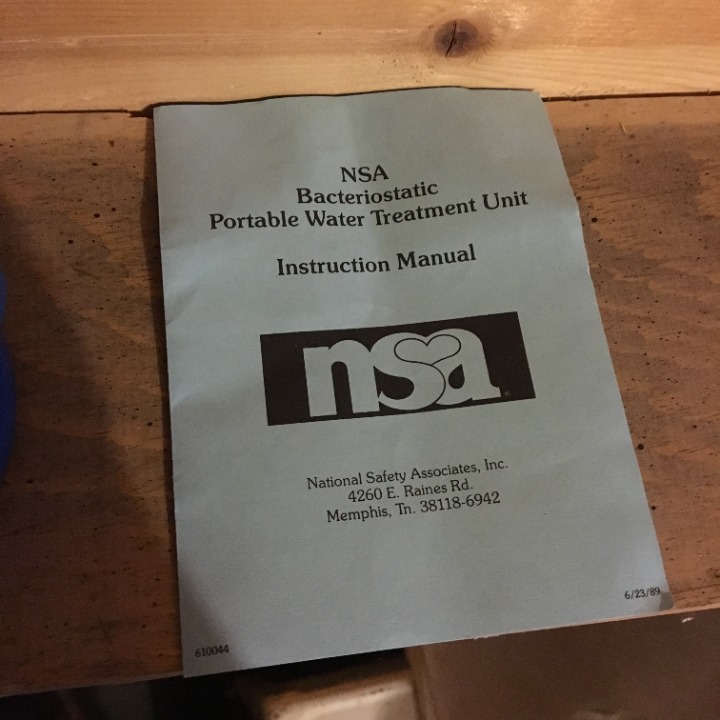 NSA
Bacteriostatic
Portable Water Treatment Unit
Instruction Manual
nsa
National Safety Associates, Inc.
4260 E. Raines Rd.
Memphis, Tn. 38118-6942
6/23/89
610044